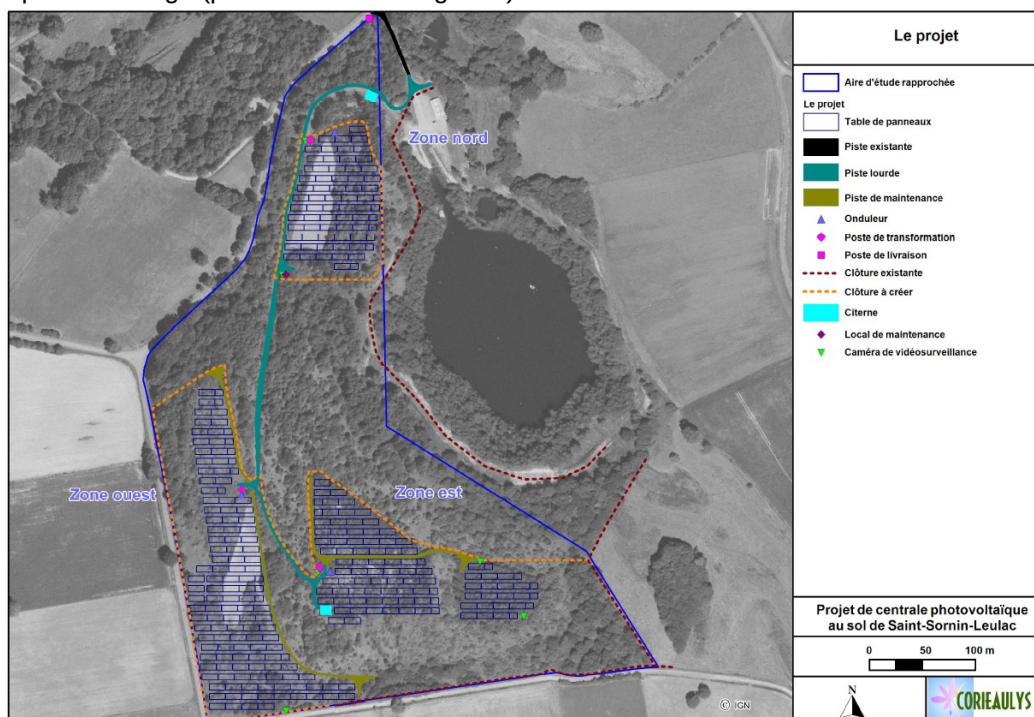 Le projet
Aire d'étude rapprochée
Le projet
Table de panneaux
Piste existante
Piste lourde
Piste de maintenance
Onduleur
Poste de transformation
Poste de livraison
Clôture existante
Clôture à créer
Citerne
Local de maintenance
Caméra de vidéosurveillance
Zone nord
Zone ouest
Zone est
© IGN
Projet de centrale photovoltaïque
au sol de Saint-Sornin-Leulac
0 50 100 m
N
CORIEAULYS